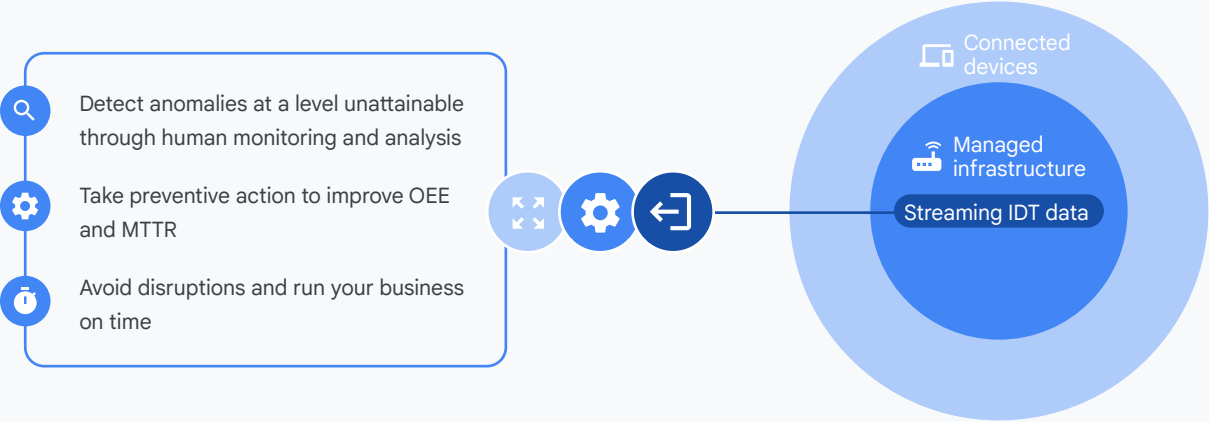 Detect anomalies at a level unattainable
through human monitoring and analysis
Take preventive action to improve OEE
and MTTR
Avoid disruptions and run your business
on time
Connected
devices
Managed
infrastructure
Streaming IDT data